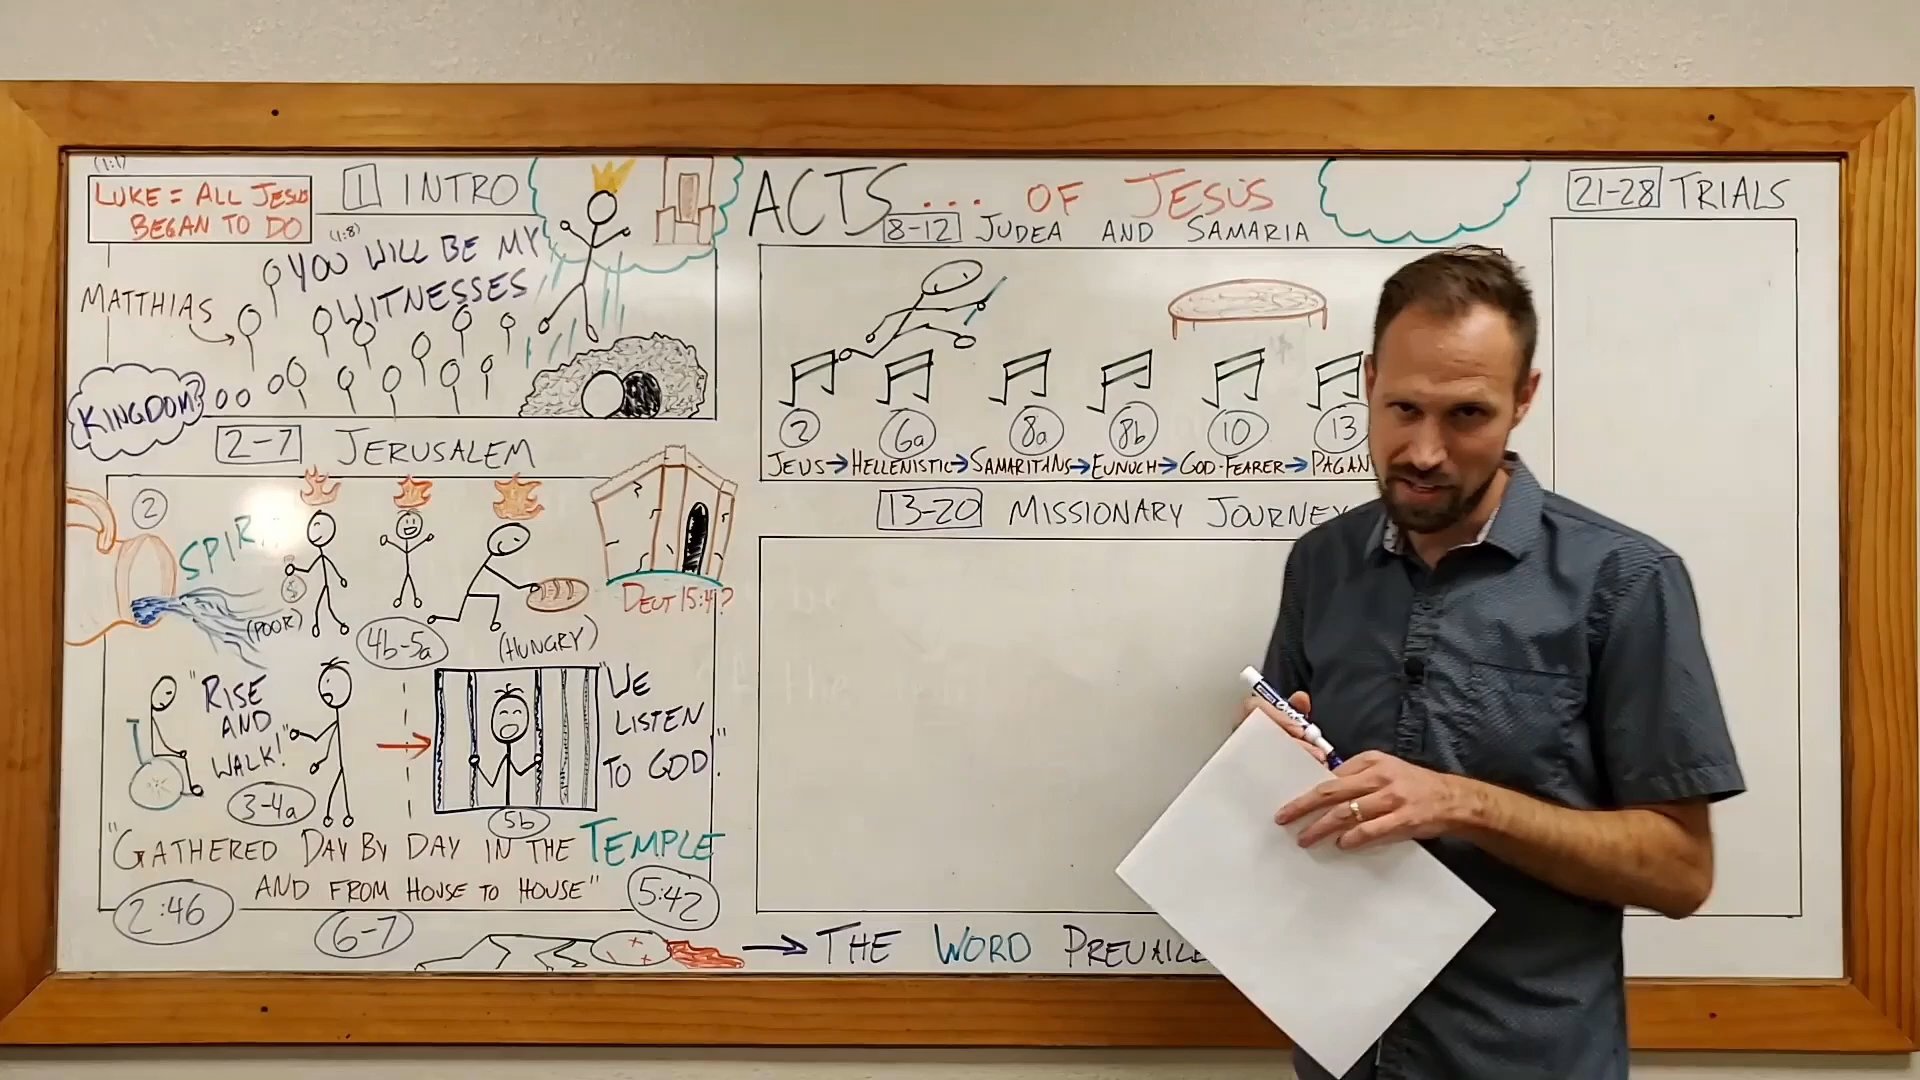 (1:1)
LUKE = ALL JESUS
BEGAN TO DO
1 INTRO
(1:8)
YOU WILL BE MY
WITNESSES
MATTHIAS
KINGDOM?
2-7 JERUSALEM
2
SPIRI
$
(POOR)
4b-5a
(HUNGRY)
DEUT 15:4?
"RISE
AND
WALK!"
3-4a
5b
"WE
LISTEN
TO GOD."
"GATHERED DAY BY DAY IN THE TEMPLE
AND FROM HOUSE TO HOUSE"
2:46
5:42
6-7
ACTS... OF JESUS
8-12 JUDEA AND SAMARIA
2 6a 8a 8b 10 13
JEUS→HELLENISTIC→SAMARITANS→EUNUCH→GOD-FEARER→PAGAN
13-20 MISSIONARY JOURNEY
→ THE WORD PREVAILE
21-28 TRIALS